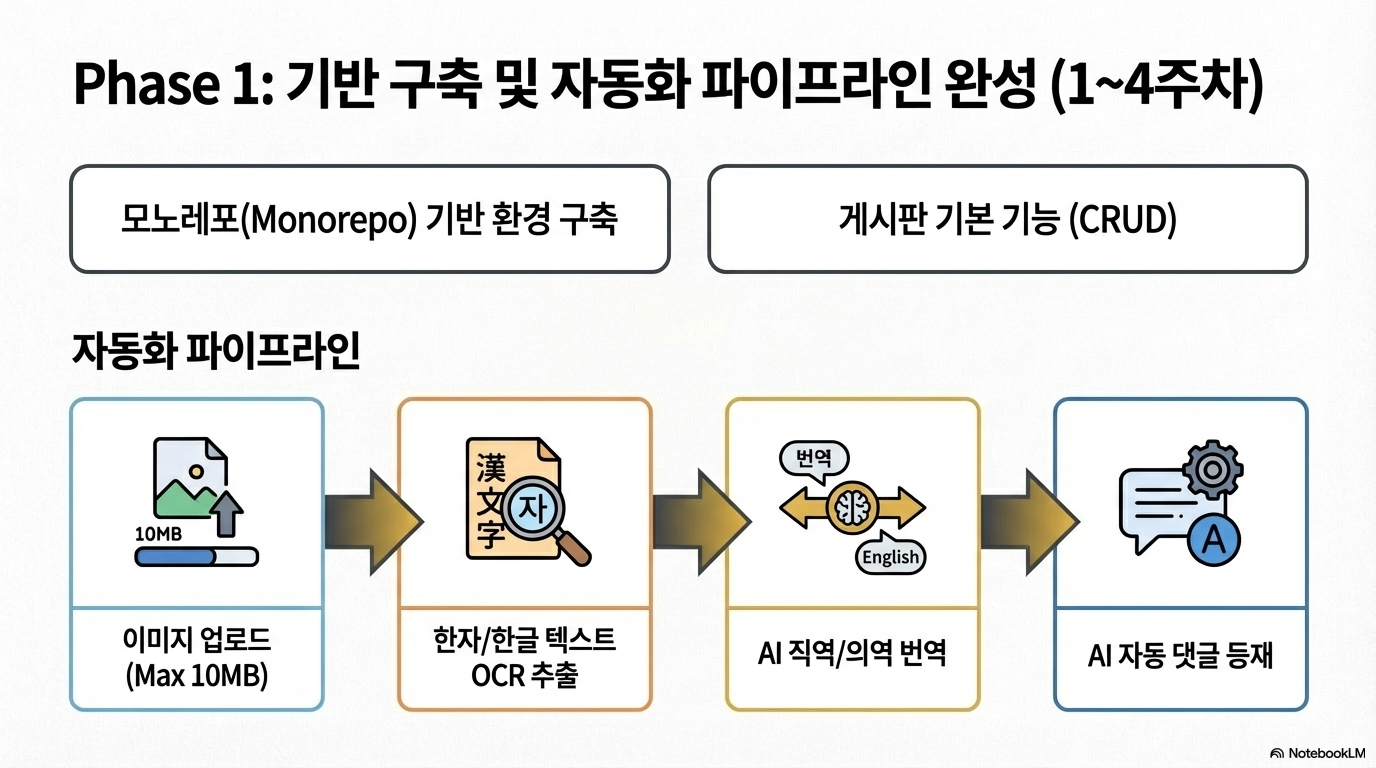 Phase 1: 기반 구축 및 자동화 파이프라인 완성 (1~4주차)
모노레포(Monorepo) 기반 환경 구축
게시판 기본 기능 (CRUD)
자동화 파이프라인
10MB
이미지 업로드
(Max 10MB)
漢
文
字
자
한자/한글 텍스트
OCR 추출
번역
English
AI 직역/의역 번역
A
AI 자동 댓글 등재
NotebookLM